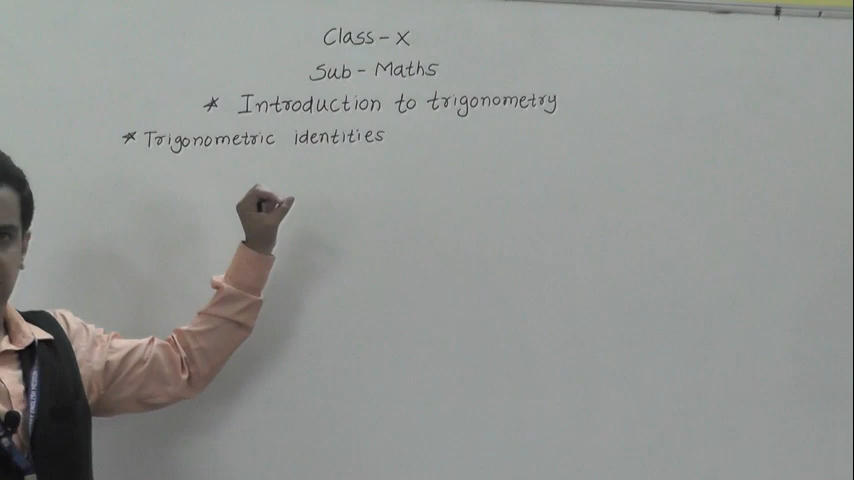 Class - X
Sub - Maths
* Introduction to trigonometry
* Trigonometric identities